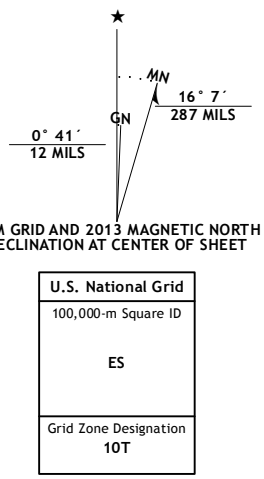 ★
MN
GN
16° 7´
287 MILS
0° 41´
12 MILS
M GRID AND 2013 MAGNETIC NORTH
ECLINATION AT CENTER OF SHEET
U.S. National Grid
100,000-m Square ID
ES
Grid Zone Designation
10T